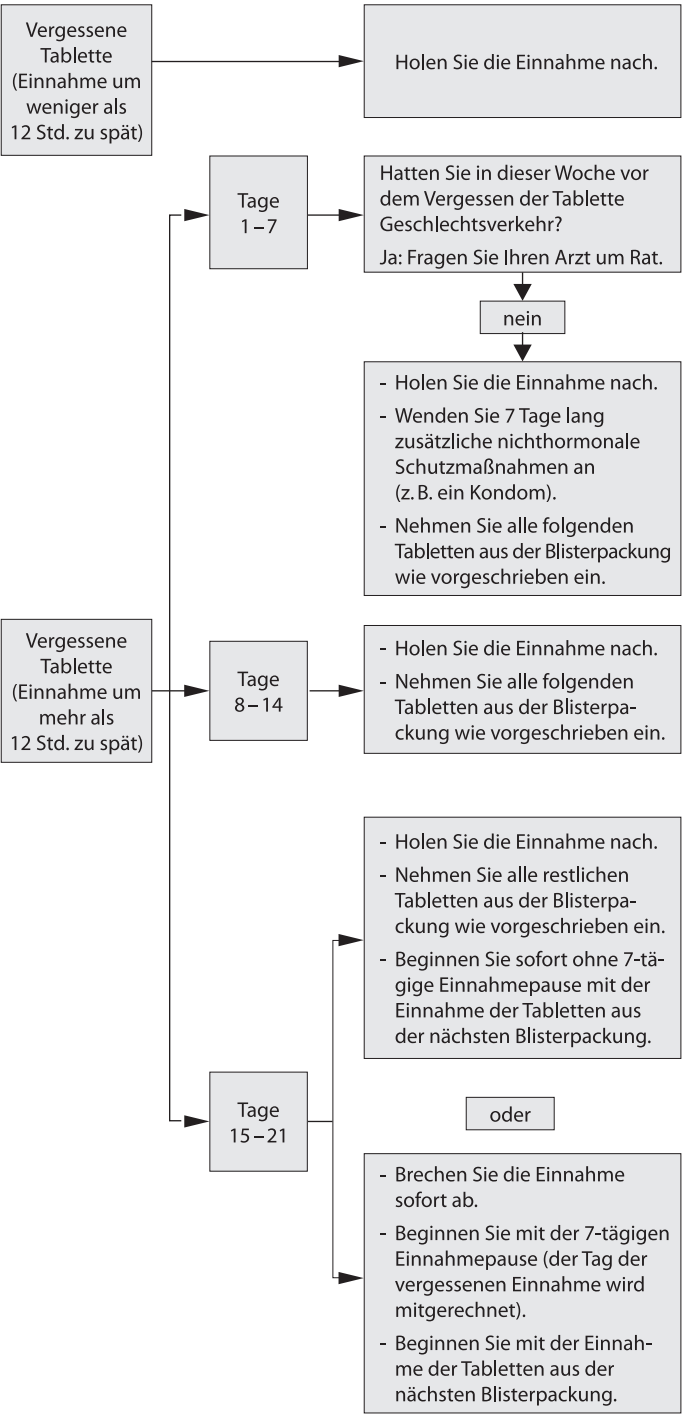 Vergessene
Tablette
(Einnahme um
weniger als
12 Std. zu spät)
Holen Sie die Einnahme nach.
Tage
1–7
Hatten Sie in dieser Woche vor
dem Vergessen der Tablette
Geschlechtsverkehr?
Ja: Fragen Sie Ihren Arzt um Rat.
nein
- Holen Sie die Einnahme nach.
- Wenden Sie 7 Tage lang
zusätzliche nichthormonale
Schutzmaßnahmen an
(z. B. ein Kondom).
- Nehmen Sie alle folgenden
Tabletten aus der Blisterpackung
wie vorgeschrieben ein.
Vergessene
Tablette
(Einnahme um
mehr als
12 Std. zu spät)
Tage
8–14
- Holen Sie die Einnahme nach.
- Nehmen Sie alle folgenden
Tabletten aus der Blisterpa-
ckung wie vorgeschrieben ein.
Tage
15–21
- Holen Sie die Einnahme nach.
- Nehmen Sie alle restlichen
Tabletten aus der Blisterpa-
ckung wie vorgeschrieben ein.
- Beginnen Sie sofort ohne 7-tä-
gige Einnahmepause mit der
Einnahme der Tabletten aus
der nächsten Blisterpackung.
oder
- Brechen Sie die Einnahme
sofort ab.
- Beginnen Sie mit der 7-tägigen
Einnahmepause (der Tag der
vergessenen Einnahme wird
mitgerechnet).
- Beginnen Sie mit der Einnah-
me der Tabletten aus der
nächsten Blisterpackung.